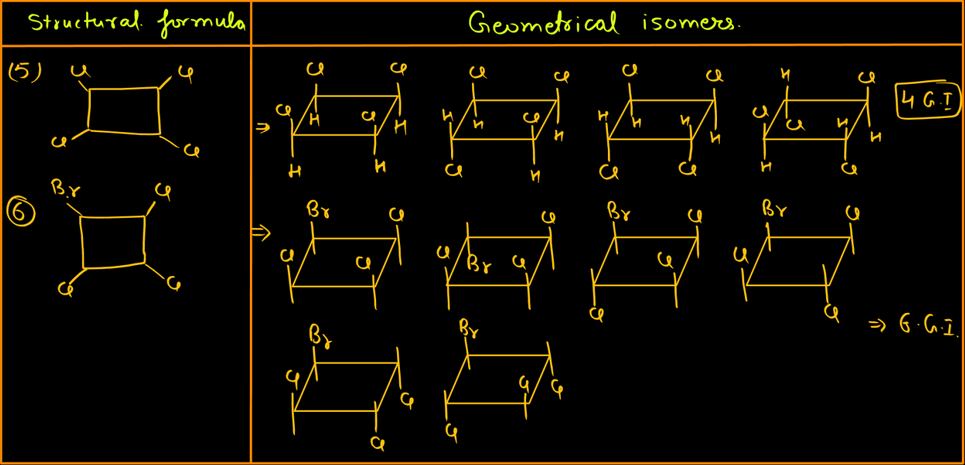 Structural formula
Geometrical isomers.
(5)
Cl Cl
Cl Cl
⇒
Cl Cl
Cl H Cl H
H H
Cl Cl
H H Cl H
Cl H
Cl Cl
H H H H
Cl Cl
H Cl
Cl Cl H H
H Cl
4 G.I
6
Br Cl
Cl Cl
⇒
Br Cl
Cl Cl
Cl
Cl Br Cl
Br Cl
Cl
Cl
Br Cl
Cl
Cl
⇒ 6.G.I.
Br
Cl Cl
Cl
Br
Cl Cl
Cl